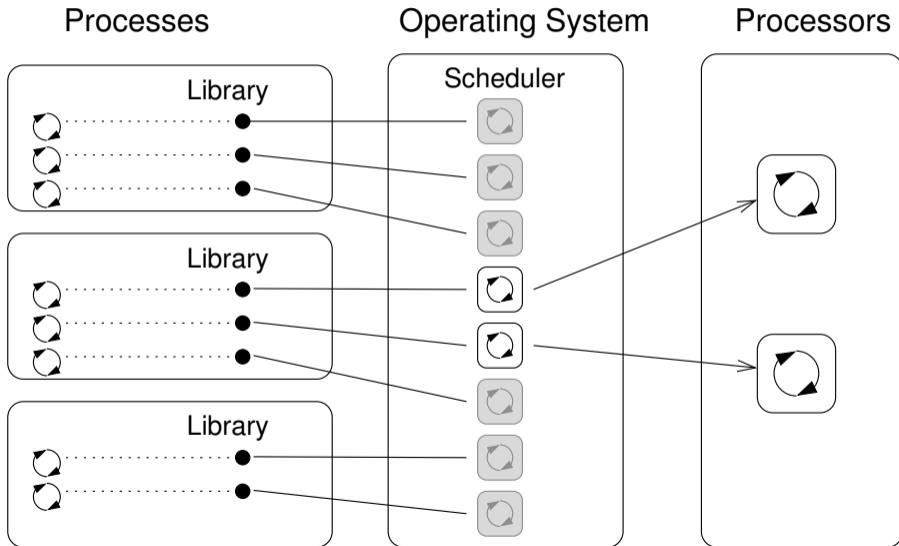 Processes
Operating System
Processors
Library
Scheduler
Library
Library